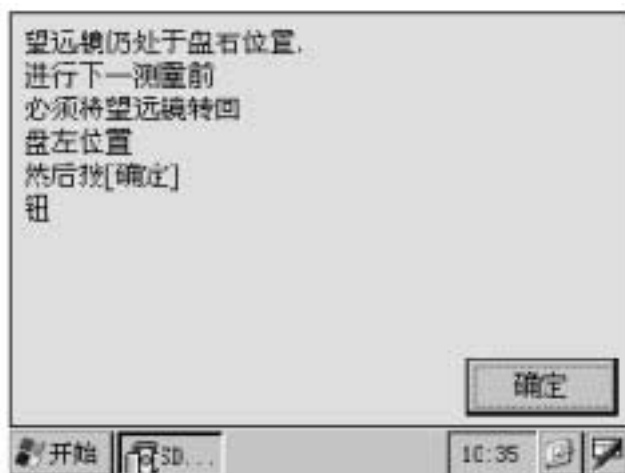 望远镜仍处于盘右位置.
进行下一测量前
必须将望远镜转回
盘左位置
然后按[确定]
钮
确定
开始
SD...
10:35